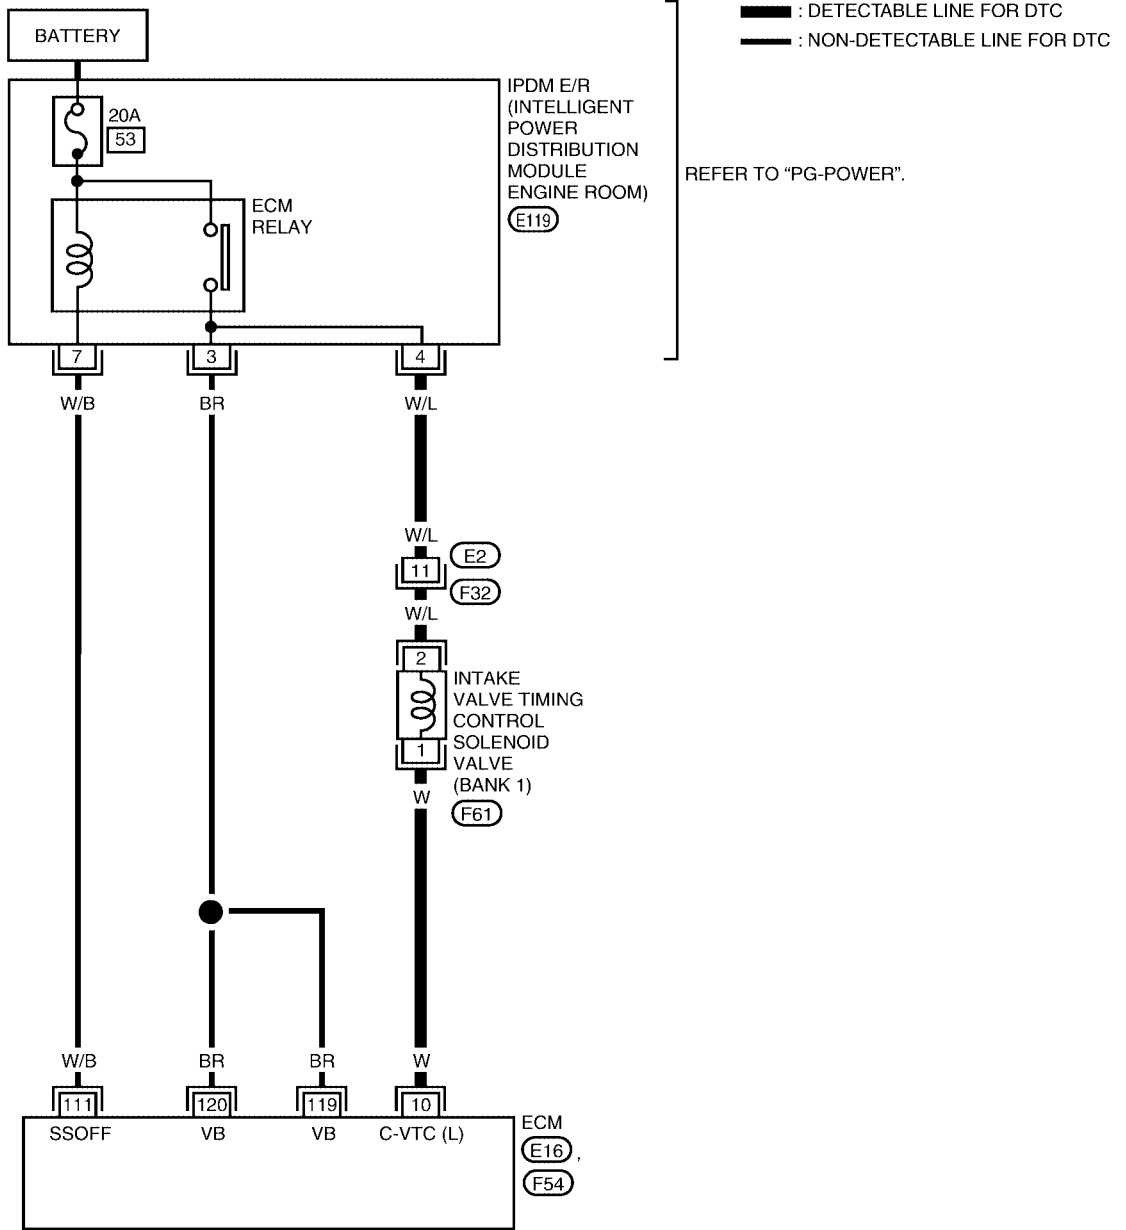 : DETECTABLE LINE FOR DTC
: NON-DETECTABLE LINE FOR DTC
BATTERY
IPDM E/R
(INTELLIGENT
POWER
DISTRIBUTION
MODULE
ENGINE ROOM)
E119
20A
53
REFER TO “PG-POWER”.
ECM
RELAY
7
3
4
W/B
BR
W/L
W/L
E2
11
F32
W/L
2
INTAKE
VALVE TIMING
CONTROL
SOLENOID
VALVE
(BANK 1)
1
W
F61
W/B
BR
BR
W
111
120
119
10
SSOFF
VB
VB
C-VTC (L)
ECM
E16 ,
F54